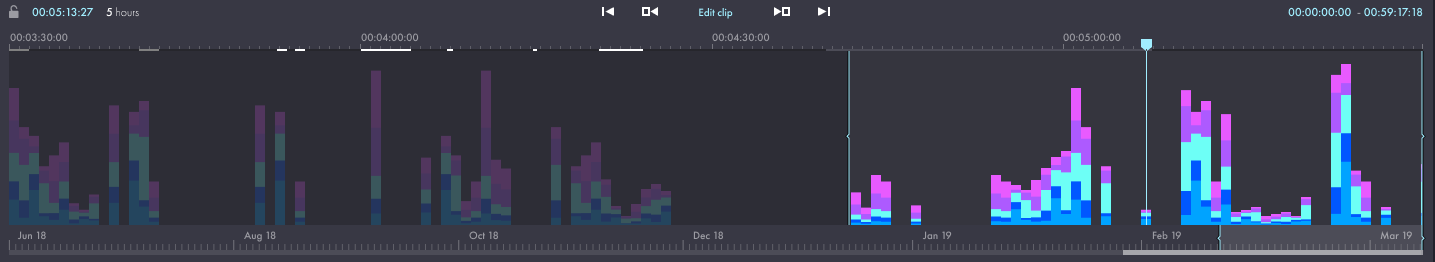 00:05:13:27 5 hours Edit clip 00:00:00:00 - 00:59:17:18
00:03:30:00 00:04:00:00 00:04:30:00 00:05:00:00
Jun 18 Aug 18 Oct 18 Dec 18 Jan 19 Feb 19 Mar 19